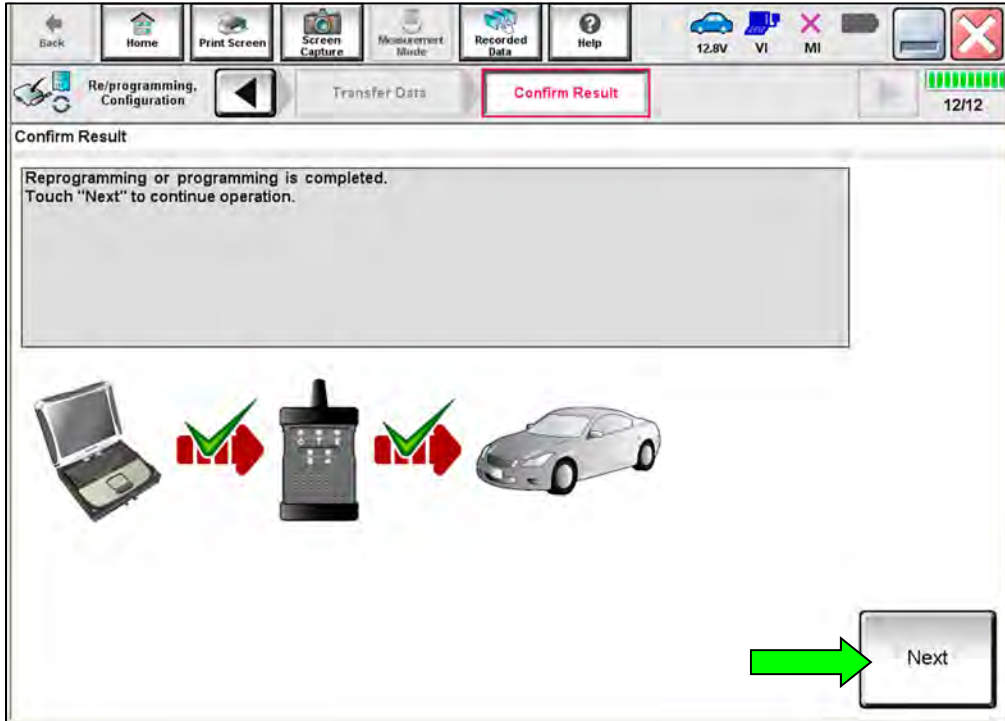 Back
Home
Print Screen
Screen
Capture
Measurement
Mode
Recorded
Data
Help
12.8V
VI
MI
Re/programming,
Configuration
Transfer Data
Confirm Result
12/12
Confirm Result
Reprogramming or programming is completed.
Touch "Next" to continue operation.
Next